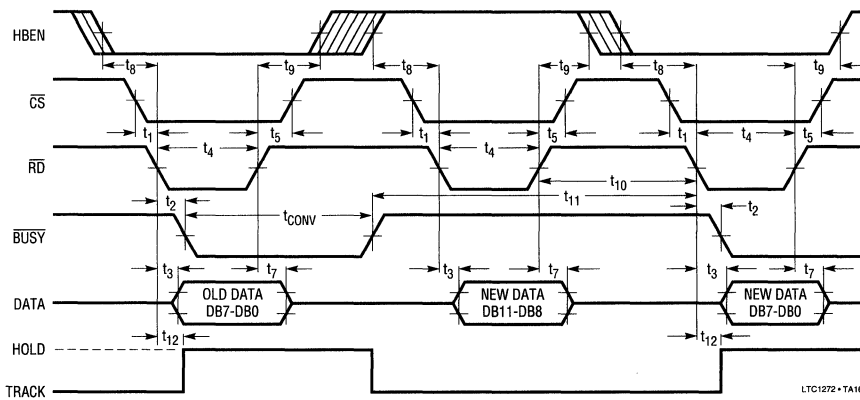 HBEN
t8 t9 t8 t9 t8 t9
CS
t1 t4 t5 t1 t4 t5 t1 t4 t5
RD
t10
t11
t2 tCONV t2
BUSY
t3 t7 t3 t7 t3 t7
DATA
OLD DATA
DB7-DB0
NEW DATA
DB11-DB8
NEW DATA
DB7-DB0
t12 t12
HOLD
TRACK
LTC1272 • TA16